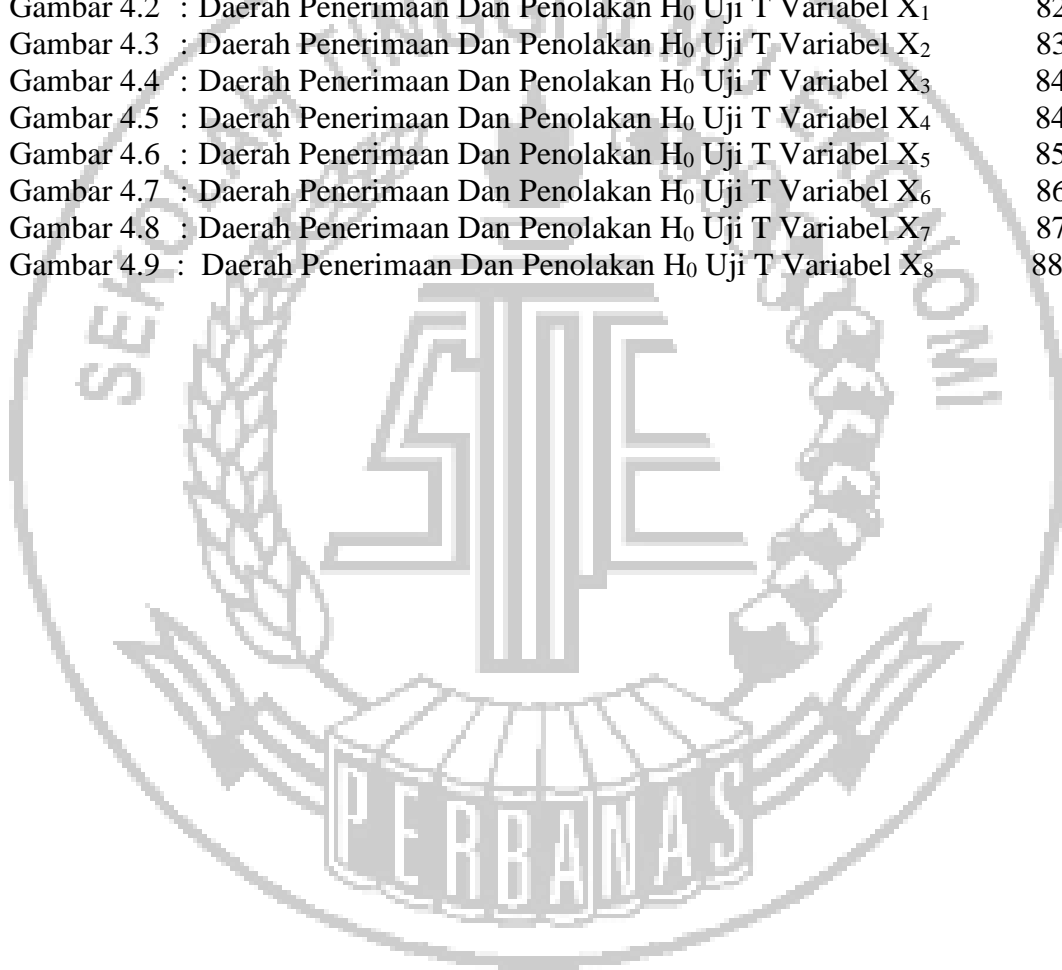 Gambar 4.2 : Daerah Penerimaan Dan Penolakan H₀ Uji T Variabel X₁ 82
Gambar 4.3 : Daerah Penerimaan Dan Penolakan H₀ Uji T Variabel X₂ 83
Gambar 4.4 : Daerah Penerimaan Dan Penolakan H₀ Uji T Variabel X₃ 84
Gambar 4.5 : Daerah Penerimaan Dan Penolakan H₀ Uji T Variabel X₄ 84
Gambar 4.6 : Daerah Penerimaan Dan Penolakan H₀ Uji T Variabel X₅ 85
Gambar 4.7 : Daerah Penerimaan Dan Penolakan H₀ Uji T Variabel X₆ 86
Gambar 4.8 : Daerah Penerimaan Dan Penolakan H₀ Uji T Variabel X₇ 87
Gambar 4.9 : Daerah Penerimaan Dan Penolakan H₀ Uji T Variabel X₈ 88
SEKOLAH TINGGI ILMU EKONOMI
STIE
PERBANAS